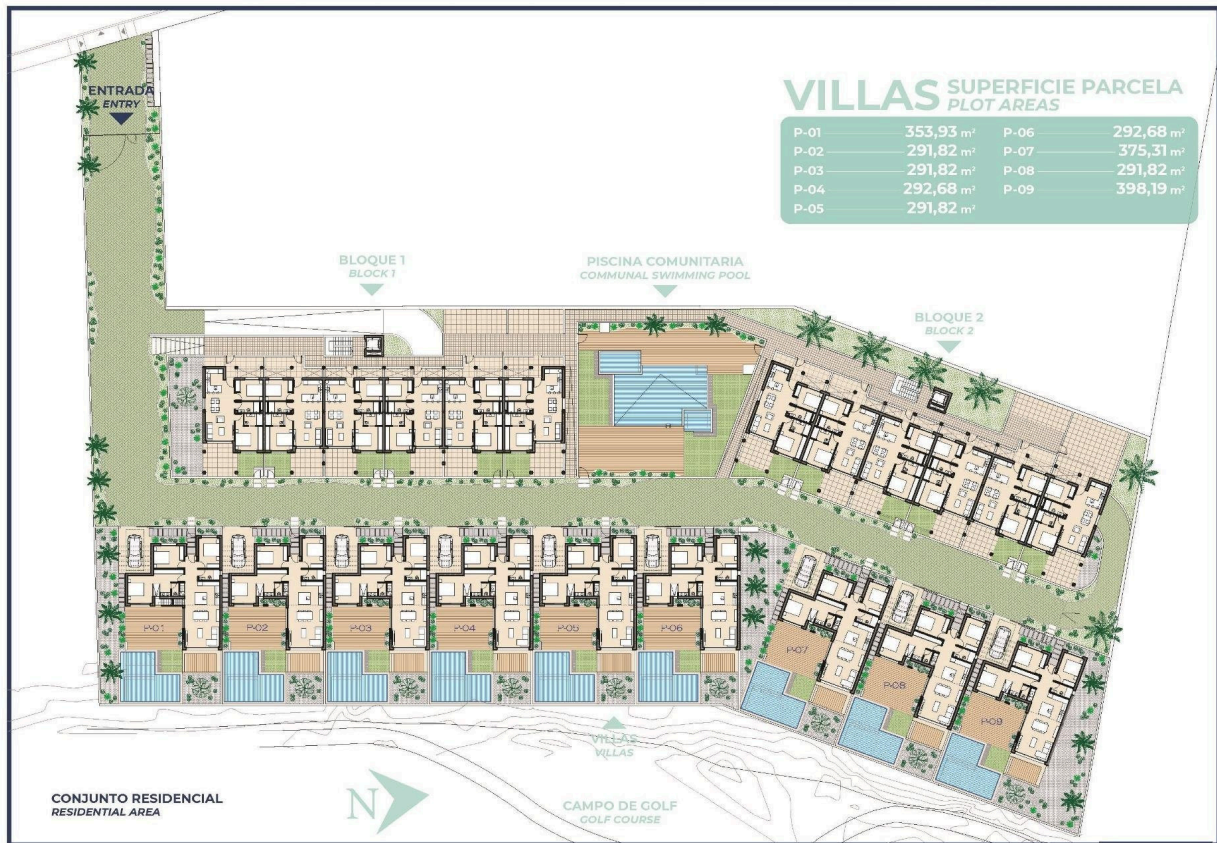 ENTRADA
ENTRY
VILLAS SUPERFICIE PARCELA
PLOT AREAS
P-01 353,93 m²
P-02 291,82 m²
P-03 291,82 m²
P-04 292,68 m²
P-05 291,82 m²
P-06 292,68 m²
P-07 375,31 m²
P-08 291,82 m²
P-09 398,19 m²
BLOQUE 1
BLOCK 1
PISCINA COMUNITARIA
COMMUNAL SWIMMING POOL
BLOQUE 2
BLOCK 2
P-01
P-02
P-03
P-04
P-05
P-06
P-07
P-08
P-09
VILLAS
VILLAS
CONJUNTO RESIDENCIAL
RESIDENTIAL AREA
N
CAMPO DE GOLF
GOLF COURSE